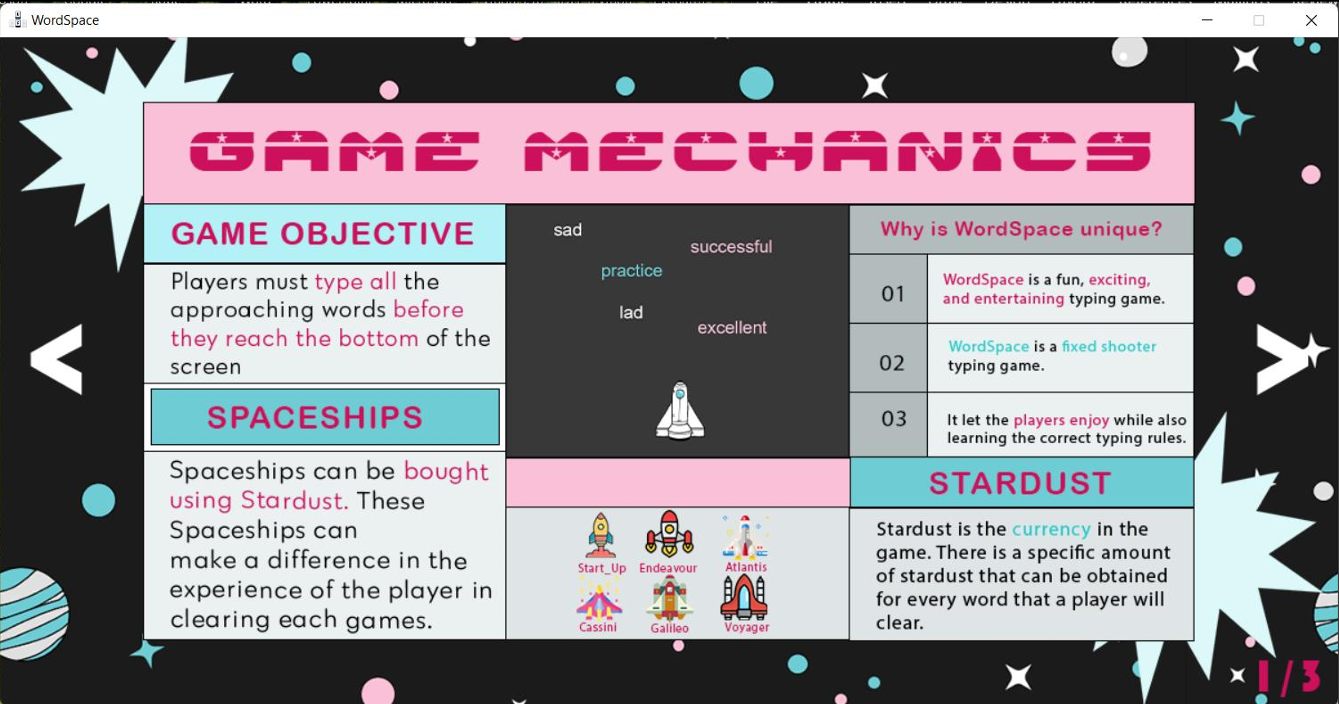 WordSpace
GAME MECHANICS
GAME OBJECTIVE
Players must type all the
approaching words before
they reach the bottom of the
screen
SPACESHIPS
Spaceships can be bought
using Stardust. These
Spaceships can
make a difference in the
experience of the player in
clearing each games.
sad
successful
practice
lad
excellent
Start_Up Endeavour Atlantis
Cassini Galileo Voyager
Why is WordSpace unique?
01
WordSpace is a fun, exciting,
and entertaining typing game.
02
WordSpace is a fixed shooter
typing game.
03
It let the players enjoy while also
learning the correct typing rules.
STARDUST
Stardust is the currency in the
game. There is a specific amount
of stardust that can be obtained
for every word that a player will
clear.
< >
1/3